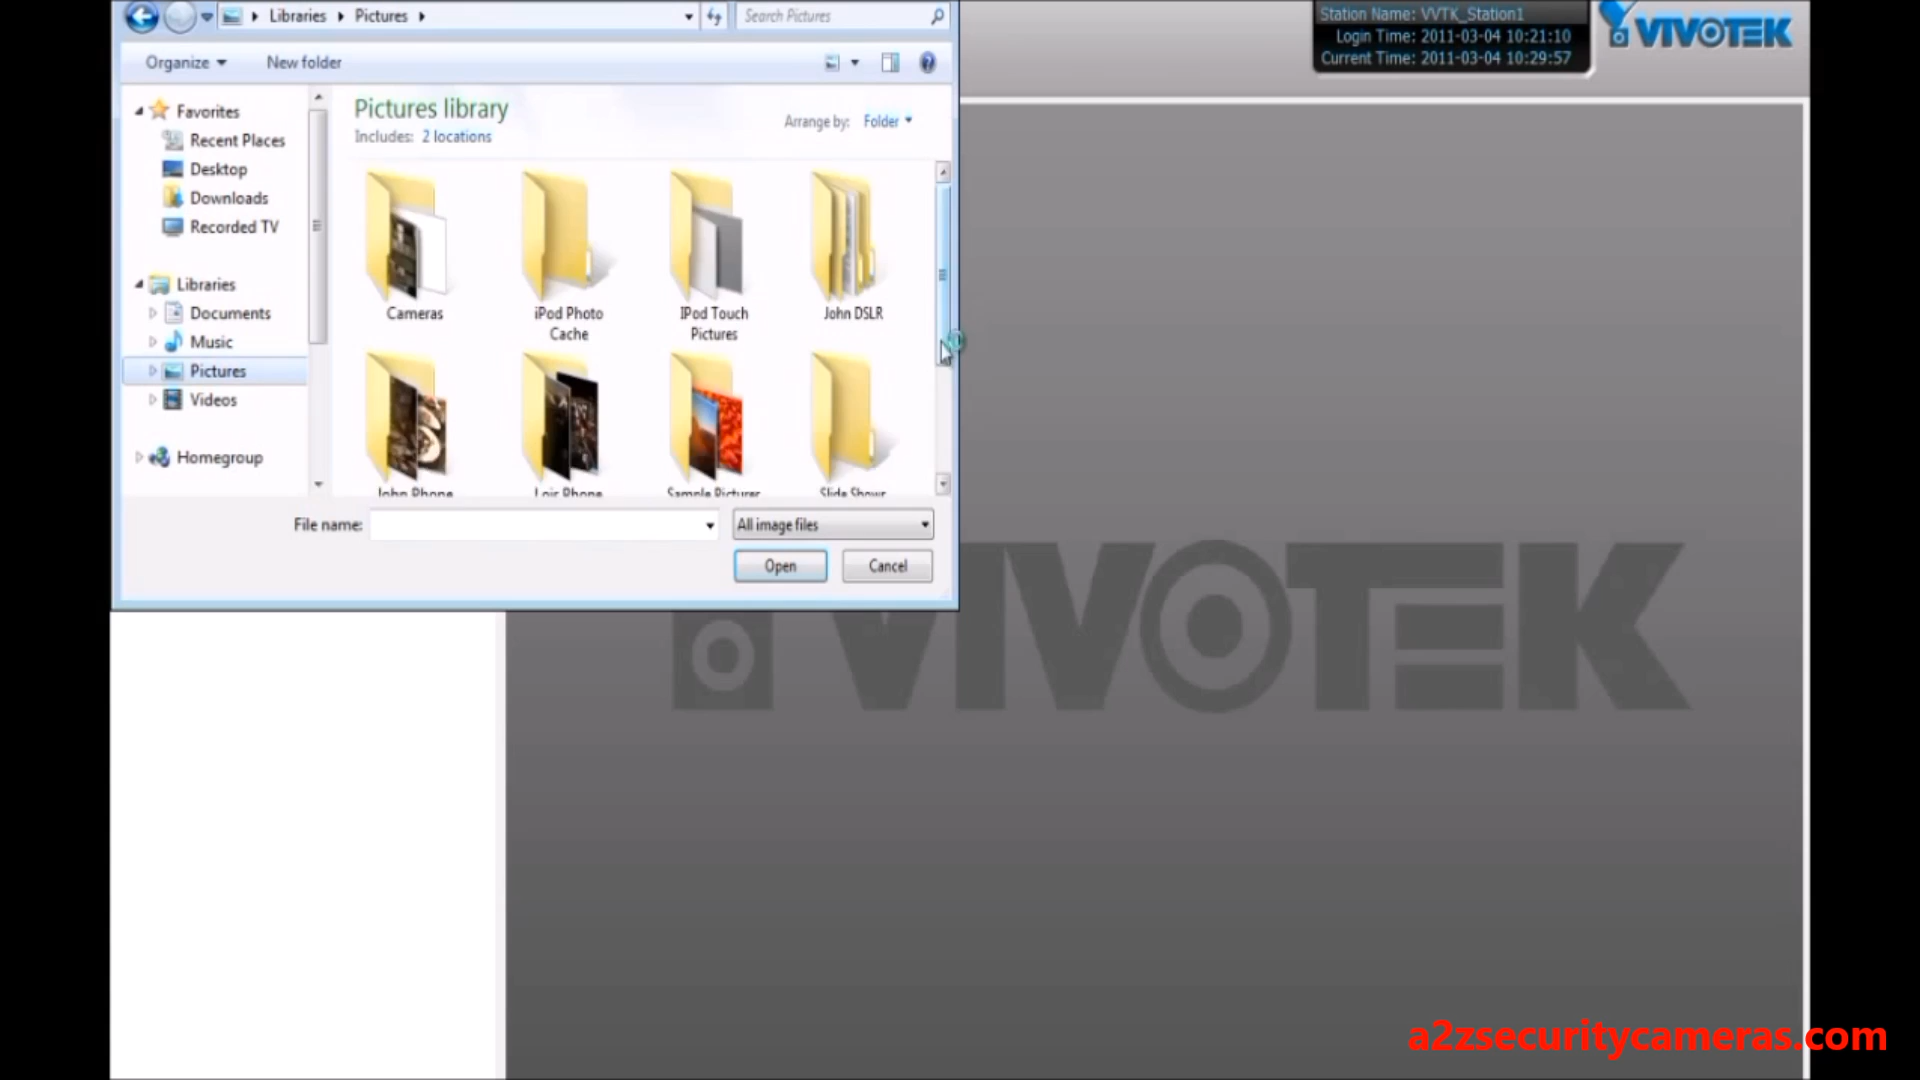 Libraries
Pictures
Search Pictures
Station Name: VVTK_Station1
Login Time: 2011-03-04 10:21:10
Current Time: 2011-03-04 10:29:57
VIVOTEK
Organize
New folder
Favorites
Recent Places
Desktop
Downloads
Recorded TV
Libraries
Documents
Music
Pictures
Videos
Homegroup
Pictures library
Includes: 2 locations
Arrange by: Folder
Cameras
iPod Photo Cache
IPod Touch Pictures
John DSLR
John Phone
Loir Phone
Sample Pictures
Slide Shows
File name:
All image files
Open
Cancel
VIVOTEK
a2zsecuritycameras.com